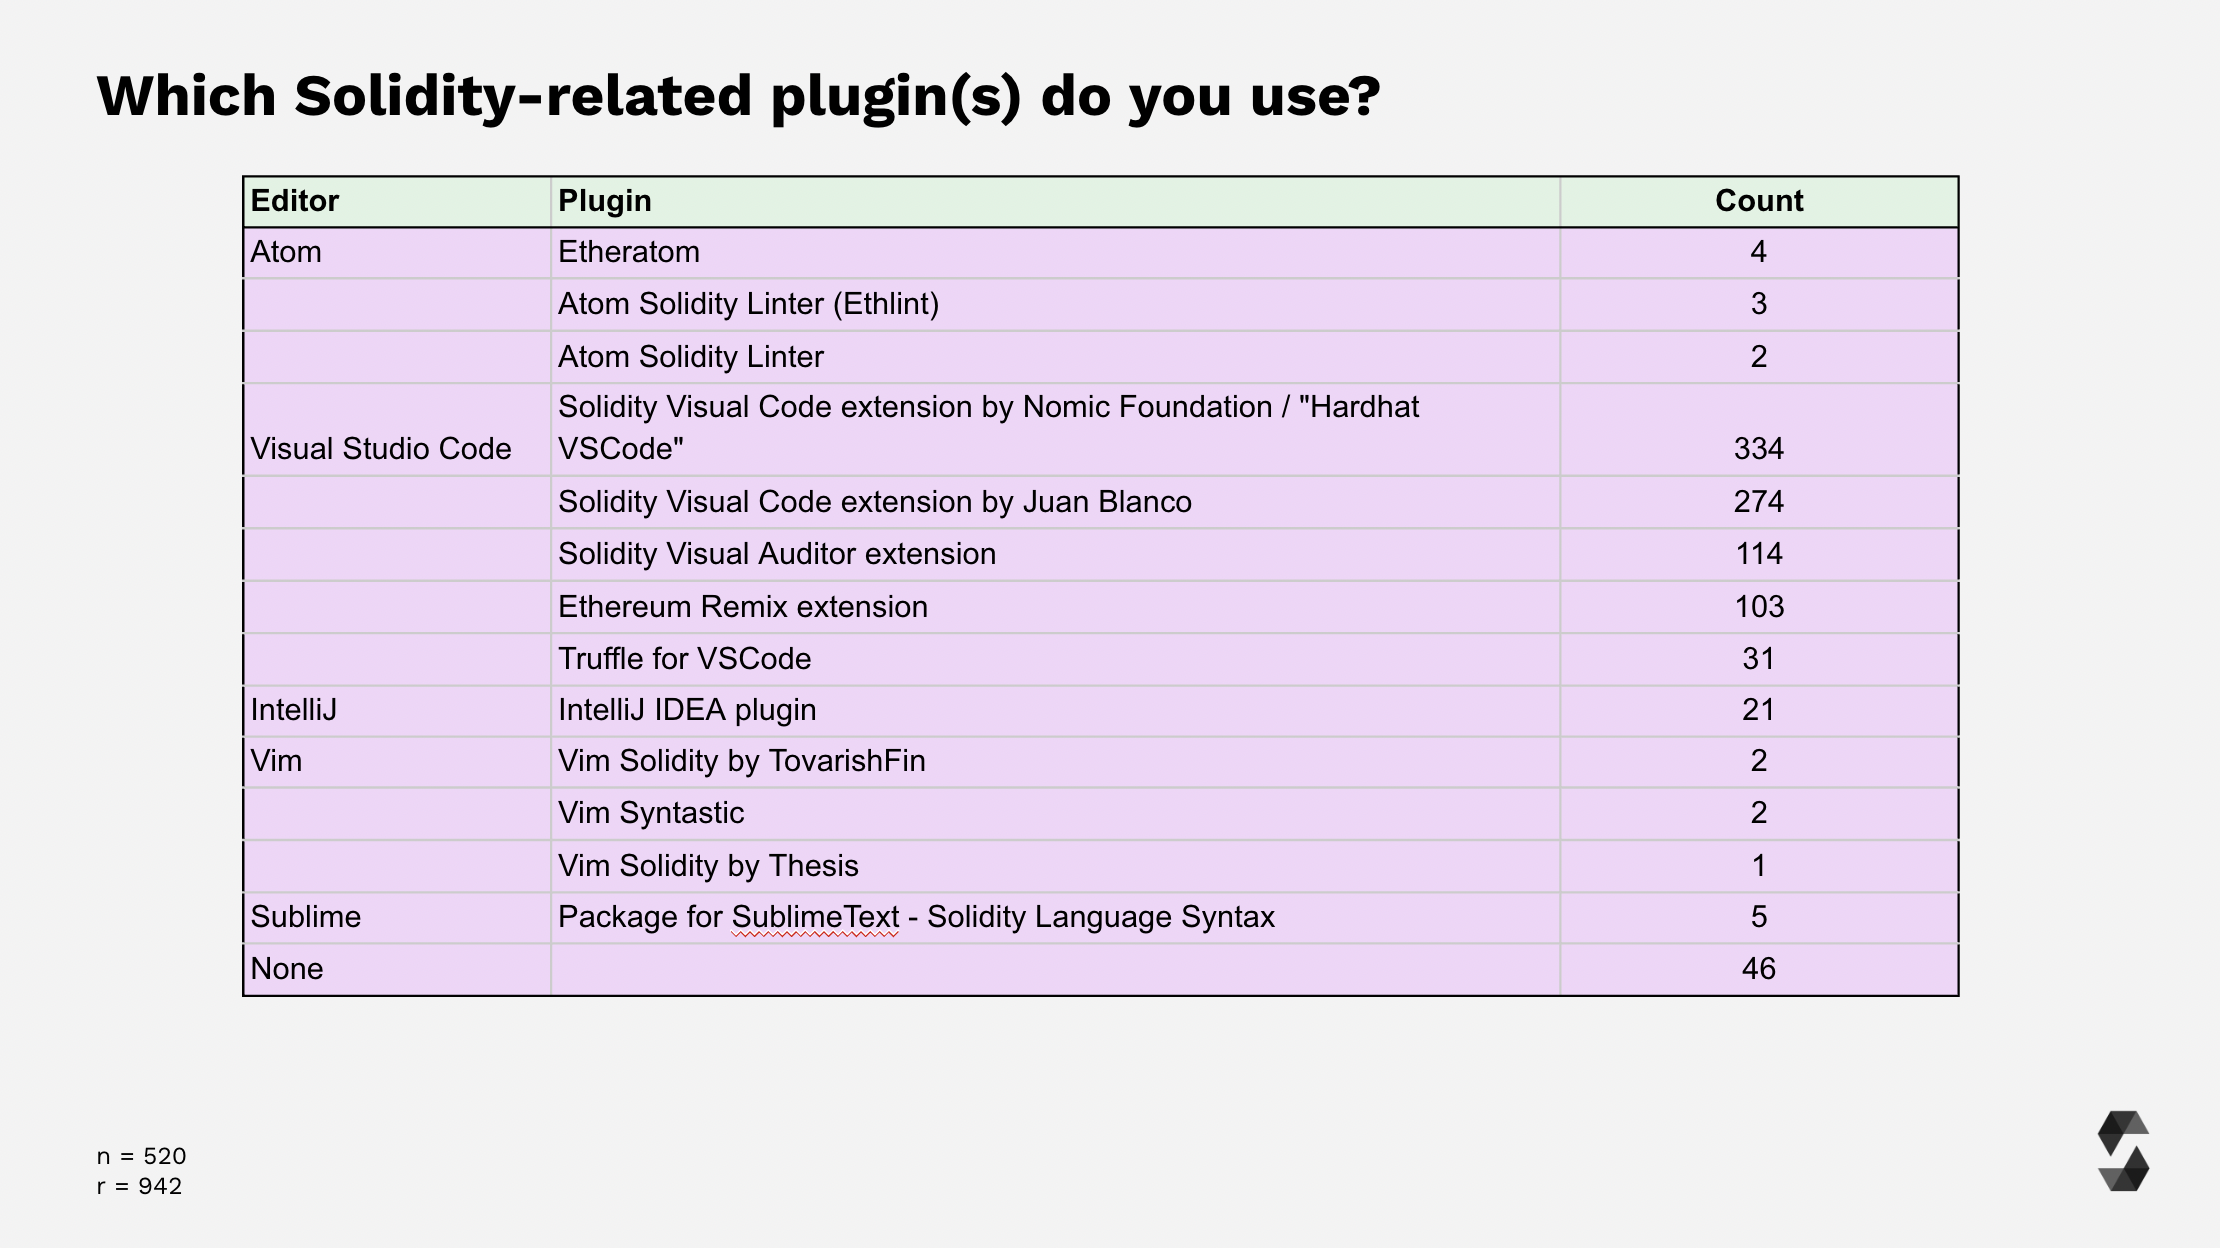 Which Solidity-related plugin(s) do you use?
Editor Plugin Count
Atom Etheratom 4
Atom Solidity Linter (Ethlint) 3
Atom Solidity Linter 2
Solidity Visual Code extension by Nomic Foundation / "Hardhat
Visual Studio Code VSCode" 334
Solidity Visual Code extension by Juan Blanco 274
Solidity Visual Auditor extension 114
Ethereum Remix extension 103
Truffle for VSCode 31
IntelliJ IntelliJ IDEA plugin 21
Vim Vim Solidity by TovarishFin 2
Vim Syntastic 2
Vim Solidity by Thesis 1
Sublime Package for SublimeText - Solidity Language Syntax 5
None 46
n = 520
r = 942